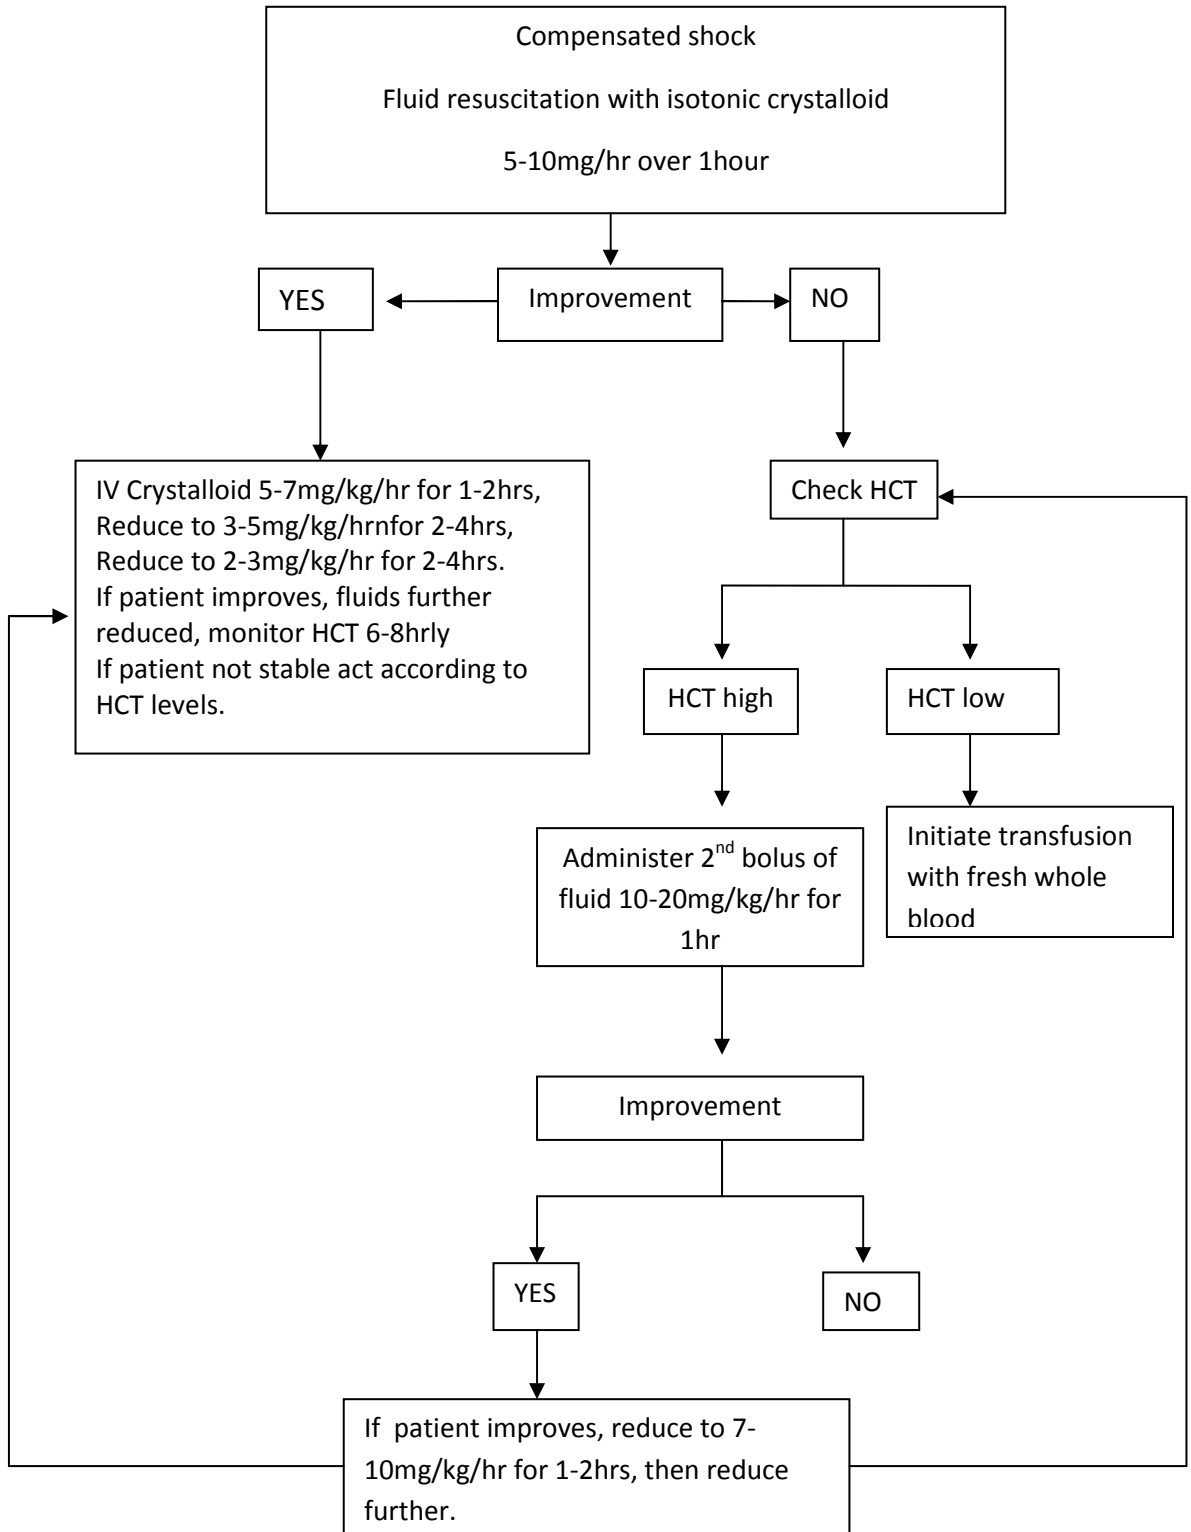 Compensated shock
Fluid resuscitation with isotonic crystalloid
5-10mg/hr over 1hour
YES
Improvement
NO
IV Crystalloid 5-7mg/kg/hr for 1-2hrs,
Reduce to 3-5mg/kg/hrnfor 2-4hrs,
Reduce to 2-3mg/kg/hr for 2-4hrs.
If patient improves, fluids further
reduced, monitor HCT 6-8hrly
If patient not stable act according to
HCT levels.
Check HCT
HCT high
HCT low
Administer 2nd bolus of
fluid 10-20mg/kg/hr for
1hr
Initiate transfusion
with fresh whole
blood
Improvement
YES
NO
If  patient improves, reduce to 7-
10mg/kg/hr for 1-2hrs, then reduce
further.